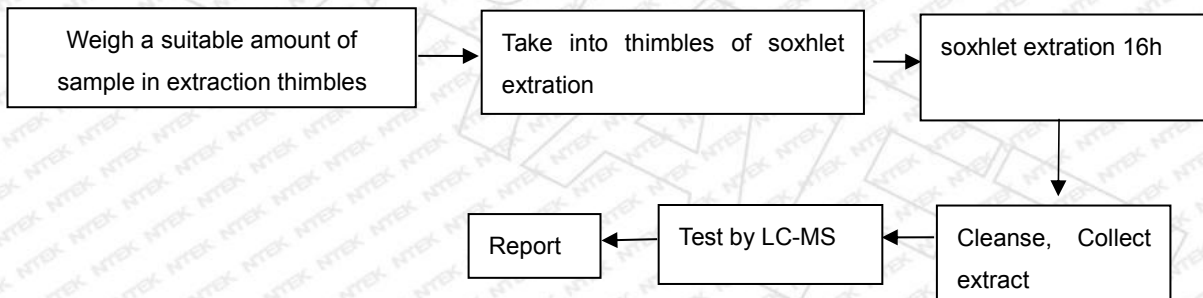 Weigh a suitable amount of
sample in extraction thimbles
Take into thimbles of soxhlet
extration
soxhlet extration 16h
Cleanse, Collect
extract
Test by LC-MS
Report